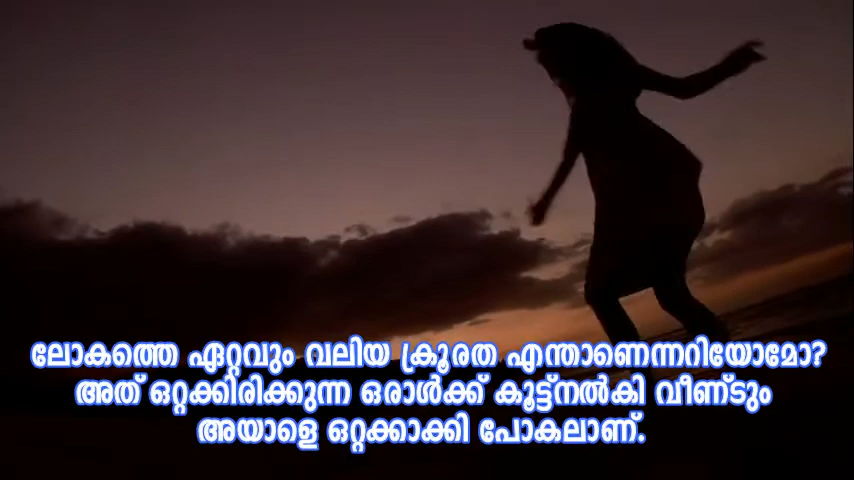 ലോകത്തെ ഏറ്റവും വലിയ ക്രൂരത എന്താണെന്നറിയോമോ?
അത് ഒറ്റക്കിരിക്കുന്ന ഒരാൾക്ക് കൂട്ട്നൽകി വീണ്ടും
അയാളെ ഒറ്റക്കാക്കി പോകലാണ്.